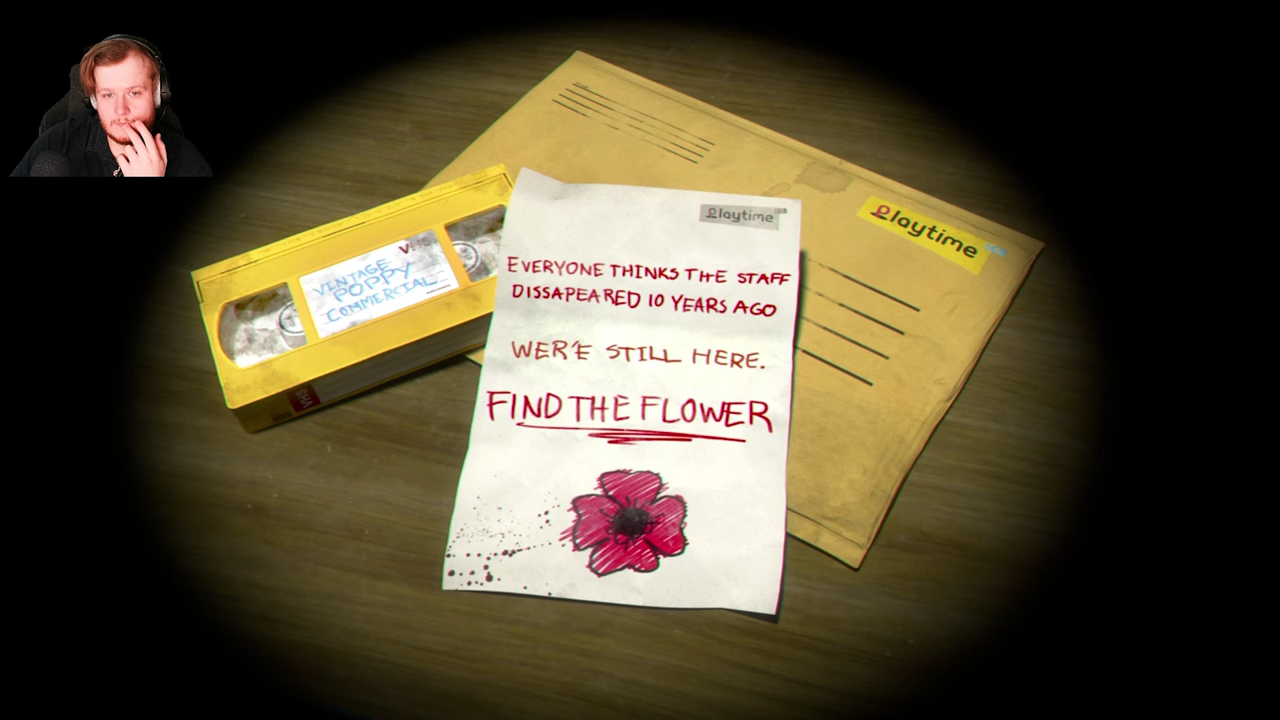 VHS
VINTAGE
POPPY
COMMERCIAL
VHS
Playtime
EVERYONE THINKS THE STAFF
DISSAPEARED 10 YEARS AGO
WER'E STILL HERE.
FIND THE FLOWER
Playtime